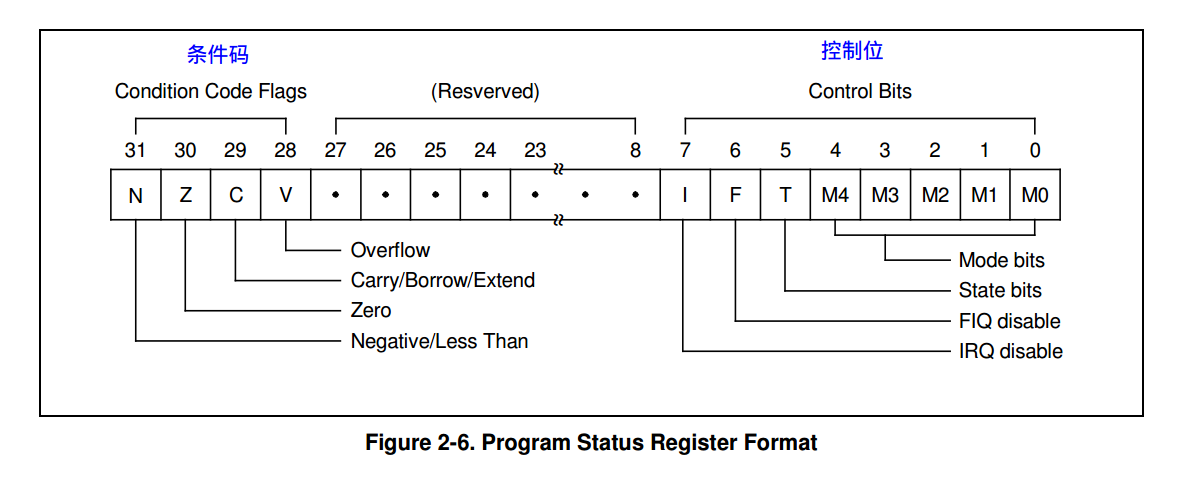 条件码 控制位
Condition Code Flags (Resverved) Control Bits
31 30 29 28 27 26 25 24 23 8 7 6 5 4 3 2 1 0
N Z C V • • • • • • • I F T M4 M3 M2 M1 M0
Overflow
Carry/Borrow/Extend
Zero
Negative/Less Than
Mode bits
State bits
FIQ disable
IRQ disable
Figure 2-6. Program Status Register Format